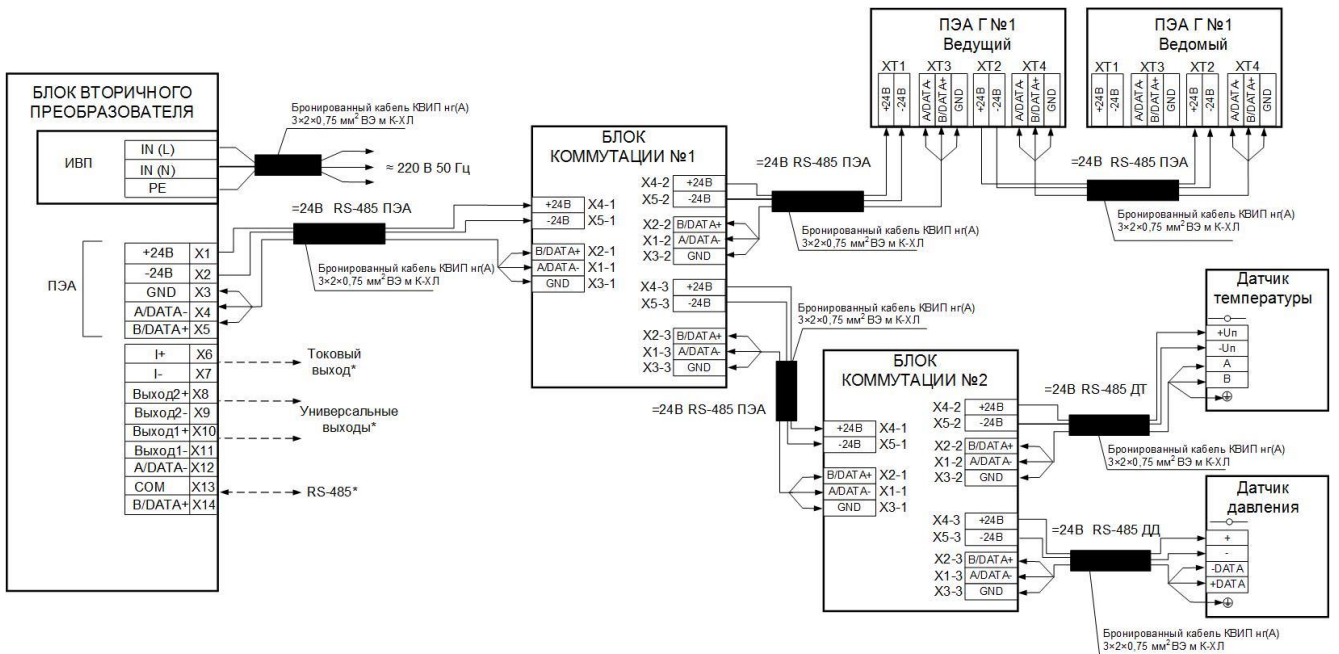 БЛОК ВТОРИЧНОГО
ПРЕОБРАЗОВАТЕЛЯ
ИВП
IN (L)
IN (N)
PE
Бронированный кабель КВИП нг(А)
3×2×0,75 мм² ВЭ м К-ХЛ
≈ 220 В 50 Гц
ПЭА
+24В X1
-24В X2
GND X3
A/DATA- X4
B/DATA+ X5
I+ X6
I- X7
Выход2+ X8
Выход2- X9
Выход1+ X10
Выход1- X11
A/DATA- X12
COM X13
B/DATA+ X14
Токовый
выход*
Универсальные
выходы*
RS-485*
=24В RS-485 ПЭА
Бронированный кабель КВИП нг(А)
3×2×0,75 мм² ВЭ м К-ХЛ
БЛОК
КОММУТАЦИИ №1
+24В X4-1
-24В X5-1
B/DATA+ X2-1
A/DATA- X1-1
GND X3-1
X4-2 +24В
X5-2 -24В
X2-2 B/DATA+
X1-2 A/DATA-
X3-2 GND
X4-3 +24В
X5-3 -24В
X2-3 B/DATA+
X1-3 A/DATA-
X3-3 GND
=24В RS-485 ПЭА
Бронированный кабель КВИП нг(А)
3×2×0,75 мм² ВЭ м К-ХЛ
ПЭА Г №1
Ведущий
XT1 XT3 XT2 XT4
+24В -24В A/DATA- B/DATA+ GND +24В -24В A/DATA- B/DATA+ GND
ПЭА Г №1
Ведомый
XT1 XT3 XT2 XT4
+24В -24В A/DATA- B/DATA+ GND +24В -24В A/DATA- B/DATA+ GND
=24В RS-485 ПЭА
Бронированный кабель КВИП нг(А)
3×2×0,75 мм² ВЭ м К-ХЛ
Бронированный кабель КВИП нг(А)
3×2×0,75 мм² ВЭ м К-ХЛ
=24В RS-485 ПЭА
БЛОК
КОММУТАЦИИ №2
+24В X4-1
-24В X5-1
B/DATA+ X2-1
A/DATA- X1-1
GND X3-1
X4-2 +24В
X5-2 -24В
X2-2 B/DATA+
X1-2 A/DATA-
X3-2 GND
X4-3 +24В
X5-3 -24В
X2-3 B/DATA+
X1-3 A/DATA-
X3-3 GND
=24В RS-485 ДТ
Бронированный кабель КВИП нг(А)
3×2×0,75 мм² ВЭ м К-ХЛ
Датчик
температуры
+Uп
-Uп
A
B
=24В RS-485 ДД
Бронированный кабель КВИП нг(А)
3×2×0,75 мм² ВЭ м К-ХЛ
Датчик
давления
+
-
-DATA
+DATA